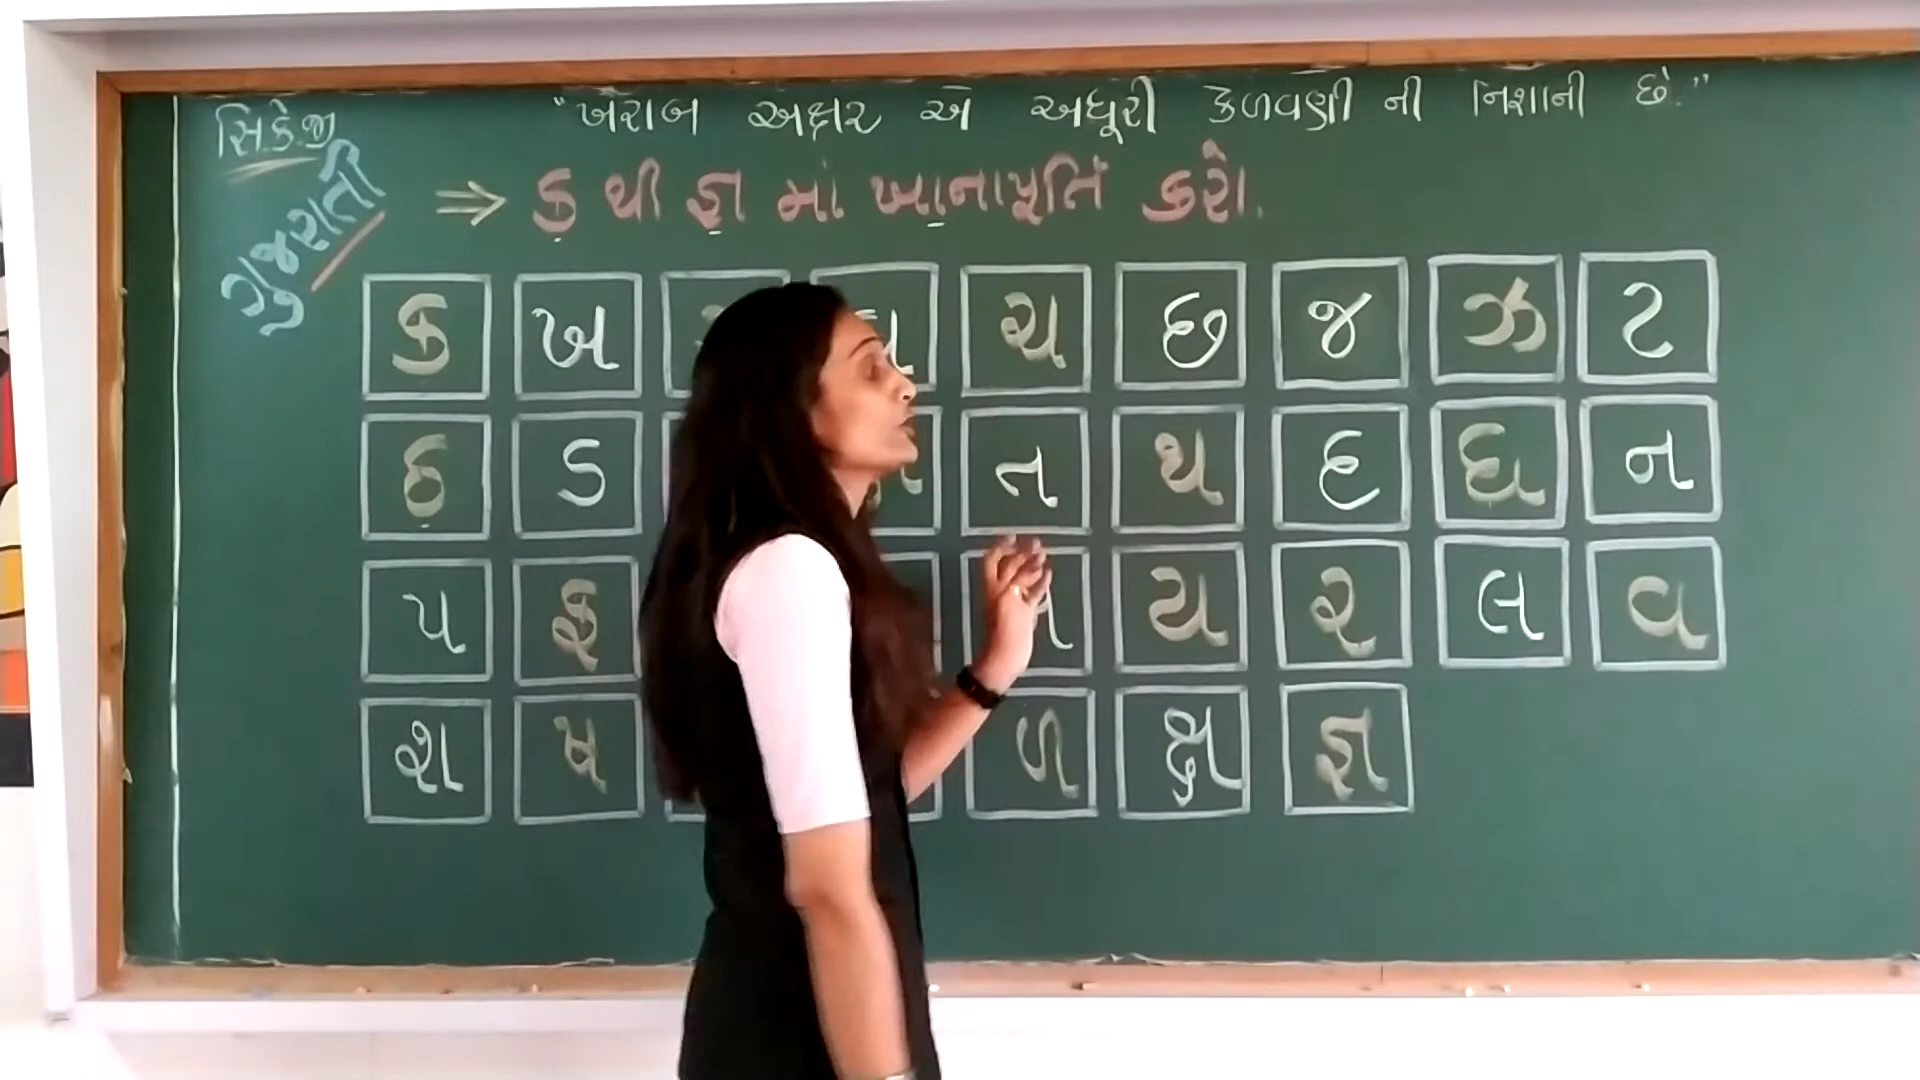 "ખરાબ અક્ષર એ અધૂરી કેળવણી ની નિશાની છે."
સિ.કે.જી
ગુજરાતી
⇒ ક થી જ્ઞ માં ખાનાપૂર્તિ કરો.
ક ખ ચ છ જ ઝ ટ
ઠ ડ ત થ દ ધ ન
પ ફ ય ર લ વ
શ ષ ળ ક્ષ જ્ઞ